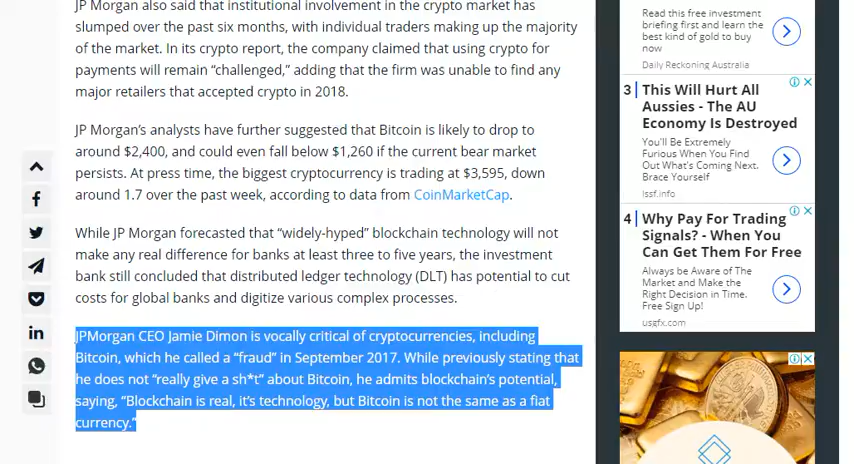 JP Morgan also said that institutional involvement in the crypto market has
slumped over the past six months, with individual traders making up the majority
of the market. In its crypto report, the company claimed that using crypto for
payments will remain “challenged,” adding that the firm was unable to find any
major retailers that accepted crypto in 2018.
JP Morgan’s analysts have further suggested that Bitcoin is likely to drop to
around $2,400, and could even fall below $1,260 if the current bear market
persists. At press time, the biggest cryptocurrency is trading at $3,595, down
around 1.7 over the past week, according to data from CoinMarketCap.
While JP Morgan forecasted that “widely-hyped” blockchain technology will not
make any real difference for banks at least three to five years, the investment
bank still concluded that distributed ledger technology (DLT) has potential to cut
costs for global banks and digitize various complex processes.
JPMorgan CEO Jamie Dimon is vocally critical of cryptocurrencies, including
Bitcoin, which he called a “fraud” in September 2017. While previously stating that
he does not “really give a sh*t” about Bitcoin, he admits blockchain’s potential,
saying, “Blockchain is real, it’s technology, but Bitcoin is not the same as a fiat
currency.”
Read this free investment
briefing first and learn the
best kind of gold to buy
now
Daily Reckoning Australia
3 This Will Hurt All
Aussies - The AU
Economy Is Destroyed
You'll Be Extremely
Furious When You Find
Out What's Coming Next.
Brace Yourself
lssf.info
4 Why Pay For Trading
Signals? - When You
Can Get Them For Free
Always be Aware of The
Market and Make the
Right Decision in Time.
Free Sign Up!
usgfx.com